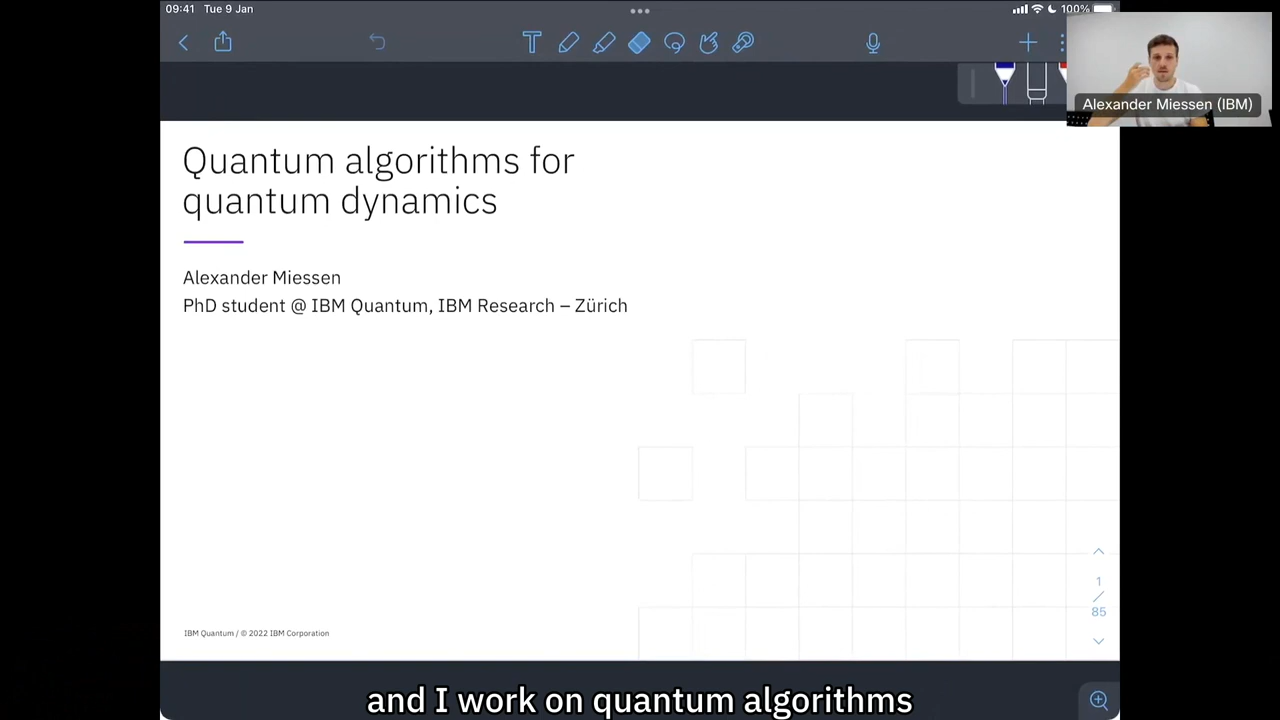 09:41 Tue 9 Jan
100%
Alexander Miessen (IBM)
Quantum algorithms for
quantum dynamics
Alexander Miessen
PhD student @ IBM Quantum, IBM Research – Zürich
1
/
85
IBM Quantum / © 2022 IBM Corporation
and I work on quantum algorithms